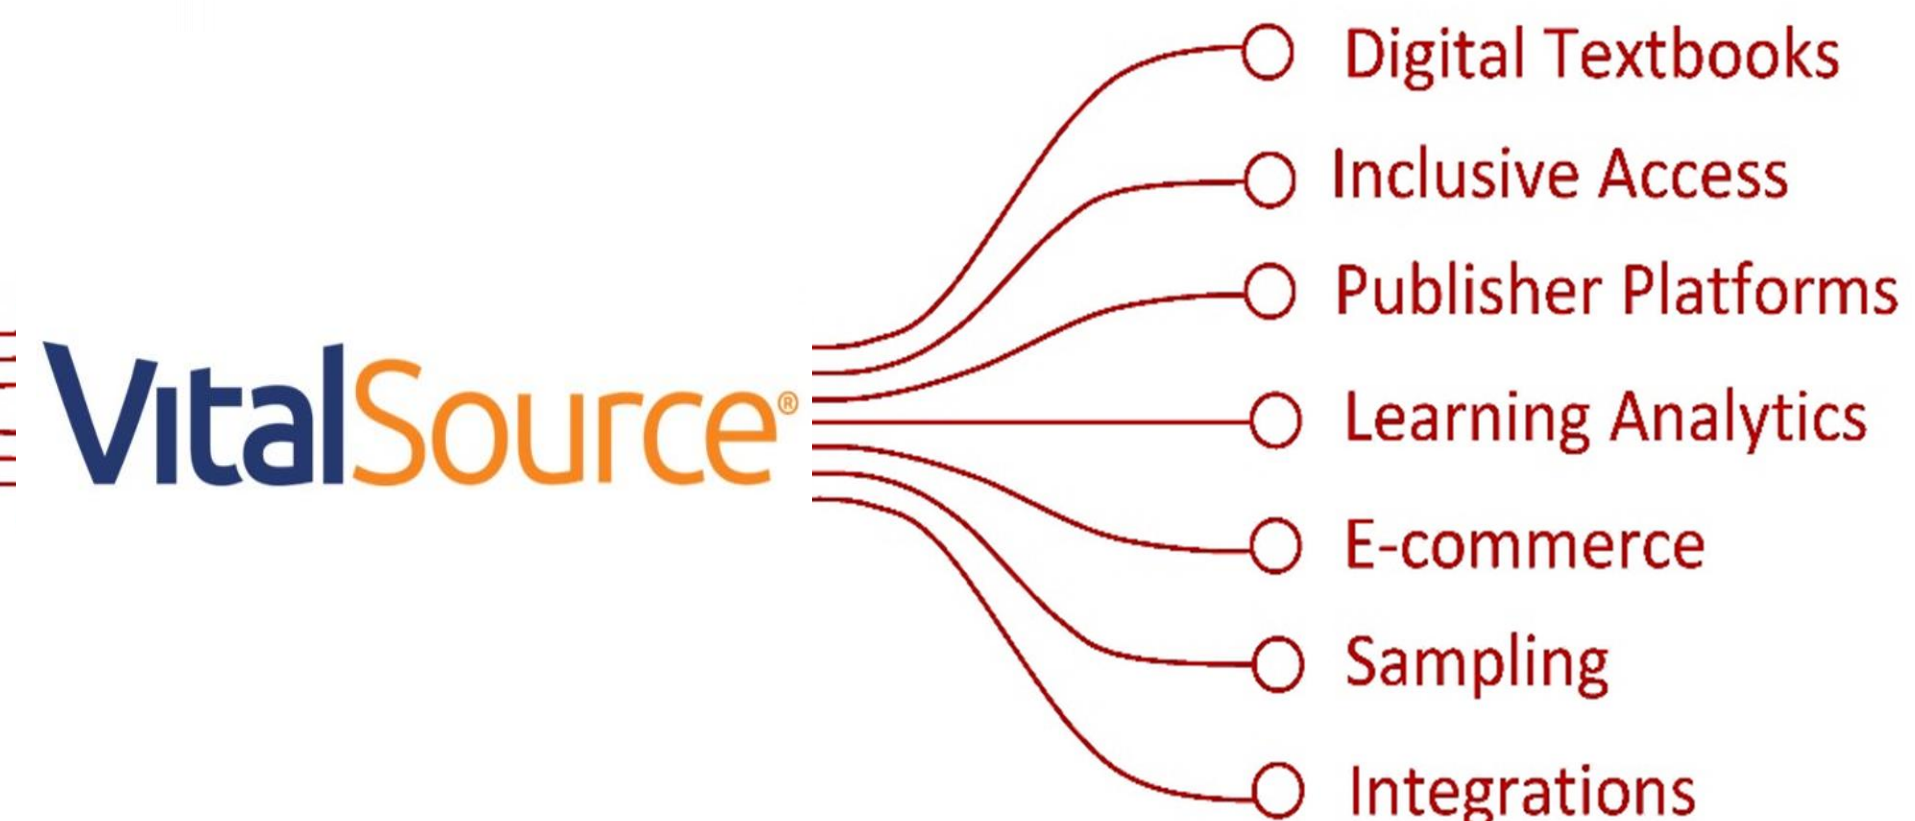 VitalSource®
Digital Textbooks
Inclusive Access
Publisher Platforms
Learning Analytics
E-commerce
Sampling
Integrations